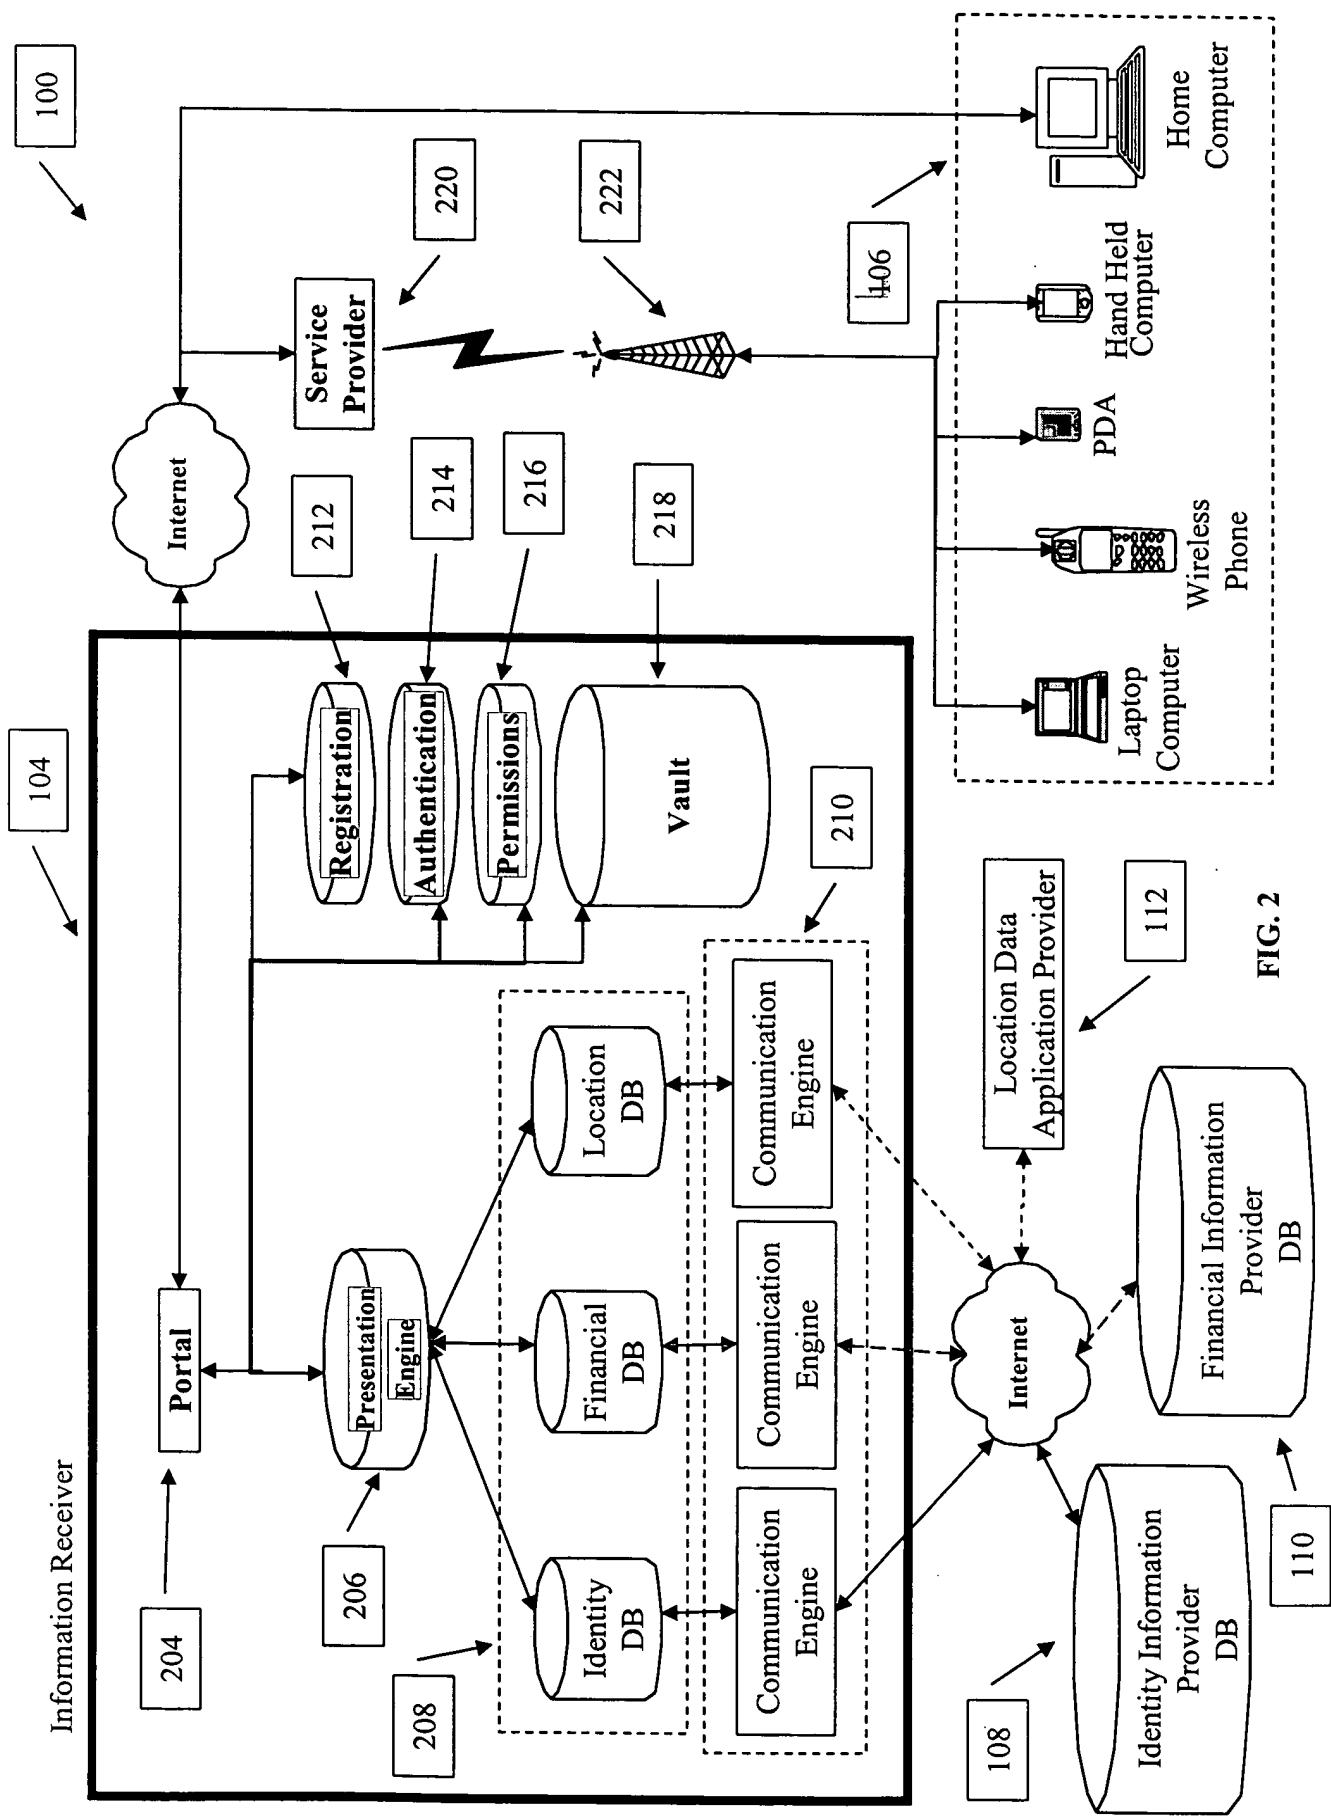 100
104
Information Receiver
204
Portal
Internet
Service
Provider
220
222
206
Presentation
Engine
Registration
212
Authentication
214
Permissions
216
Vault
218
208
Identity
DB
Financial
DB
Location
DB
210
Communication
Engine
Communication
Engine
Communication
Engine
106
Laptop
Computer
Wireless
Phone
PDA
Hand Held
Computer
Home
Computer
Internet
Location Data
Application Provider
112
108
Identity Information
Provider
DB
110
Financial Information
Provider
DB
FIG. 2